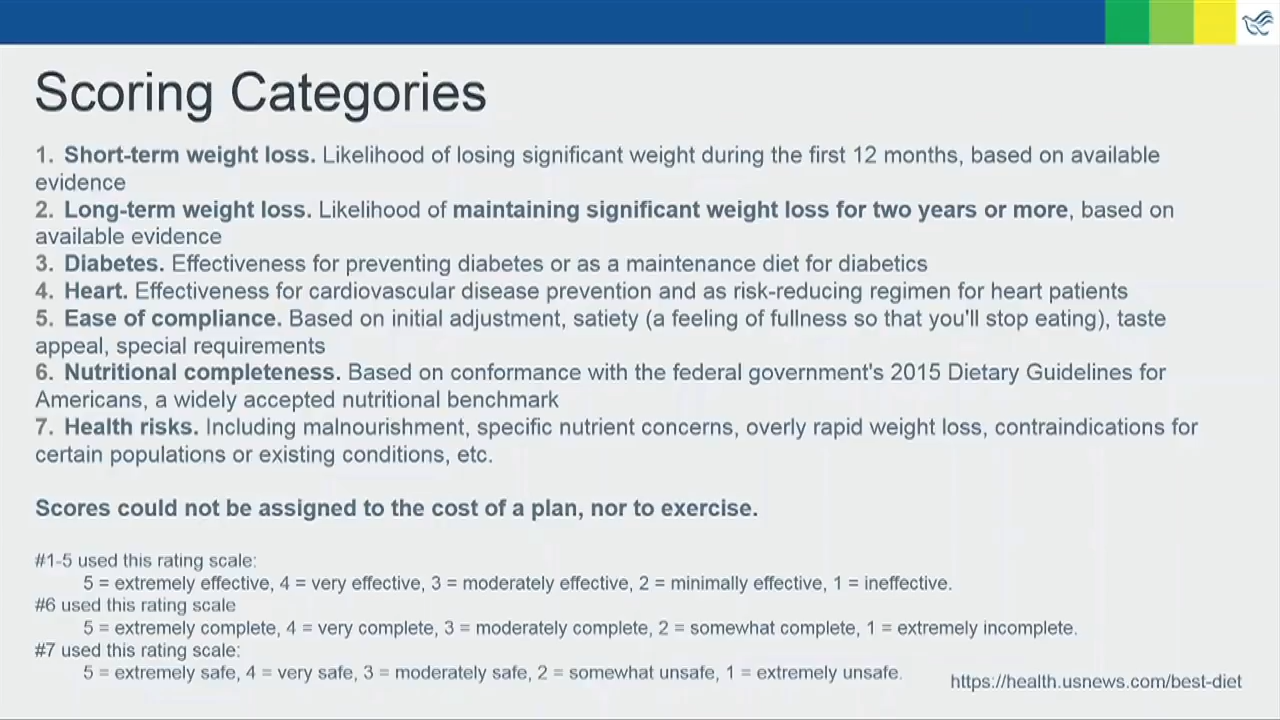 Scoring Categories
1. Short-term weight loss. Likelihood of losing significant weight during the first 12 months, based on available
evidence
2. Long-term weight loss. Likelihood of maintaining significant weight loss for two years or more, based on
available evidence
3. Diabetes. Effectiveness for preventing diabetes or as a maintenance diet for diabetics
4. Heart. Effectiveness for cardiovascular disease prevention and as risk-reducing regimen for heart patients
5. Ease of compliance. Based on initial adjustment, satiety (a feeling of fullness so that you'll stop eating), taste
appeal, special requirements
6. Nutritional completeness. Based on conformance with the federal government's 2015 Dietary Guidelines for
Americans, a widely accepted nutritional benchmark
7. Health risks. Including malnourishment, specific nutrient concerns, overly rapid weight loss, contraindications for
certain populations or existing conditions, etc.
Scores could not be assigned to the cost of a plan, nor to exercise.
#1-5 used this rating scale:
5 = extremely effective, 4 = very effective, 3 = moderately effective, 2 = minimally effective, 1 = ineffective.
#6 used this rating scale
5 = extremely complete, 4 = very complete, 3 = moderately complete, 2 = somewhat complete, 1 = extremely incomplete.
#7 used this rating scale:
5 = extremely safe, 4 = very safe, 3 = moderately safe, 2 = somewhat unsafe, 1 = extremely unsafe.
https://health.usnews.com/best-diet